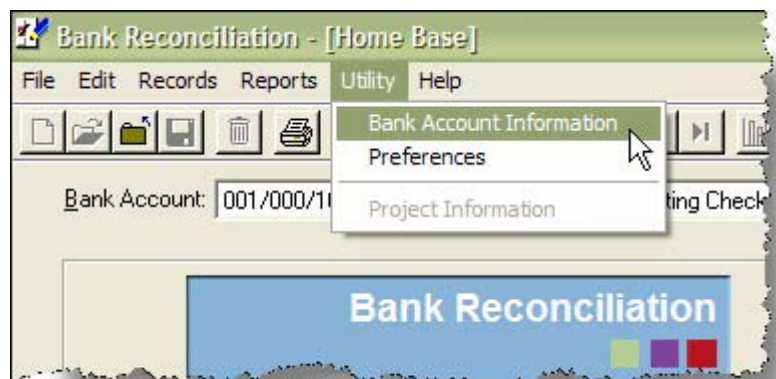 Bank Reconciliation - [Home Base]
File Edit Records Reports Utility Help
Bank Account Information
Preferences
Bank Account: 001/000/1 ting Check
Project Information
Bank Reconciliation